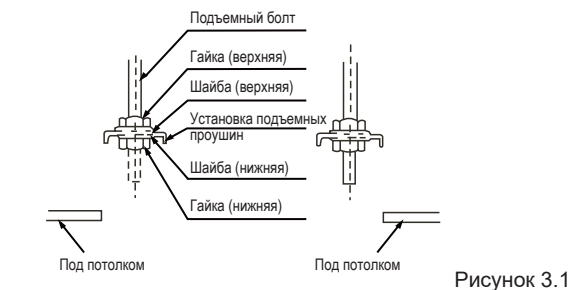 Подъемный болт
Гайка (верхняя)
Шайба (верхняя)
Установка подъемных
проушин
Шайба (нижняя)
Гайка (нижняя)
Под потолком
Под потолком
Рисунок 3.1